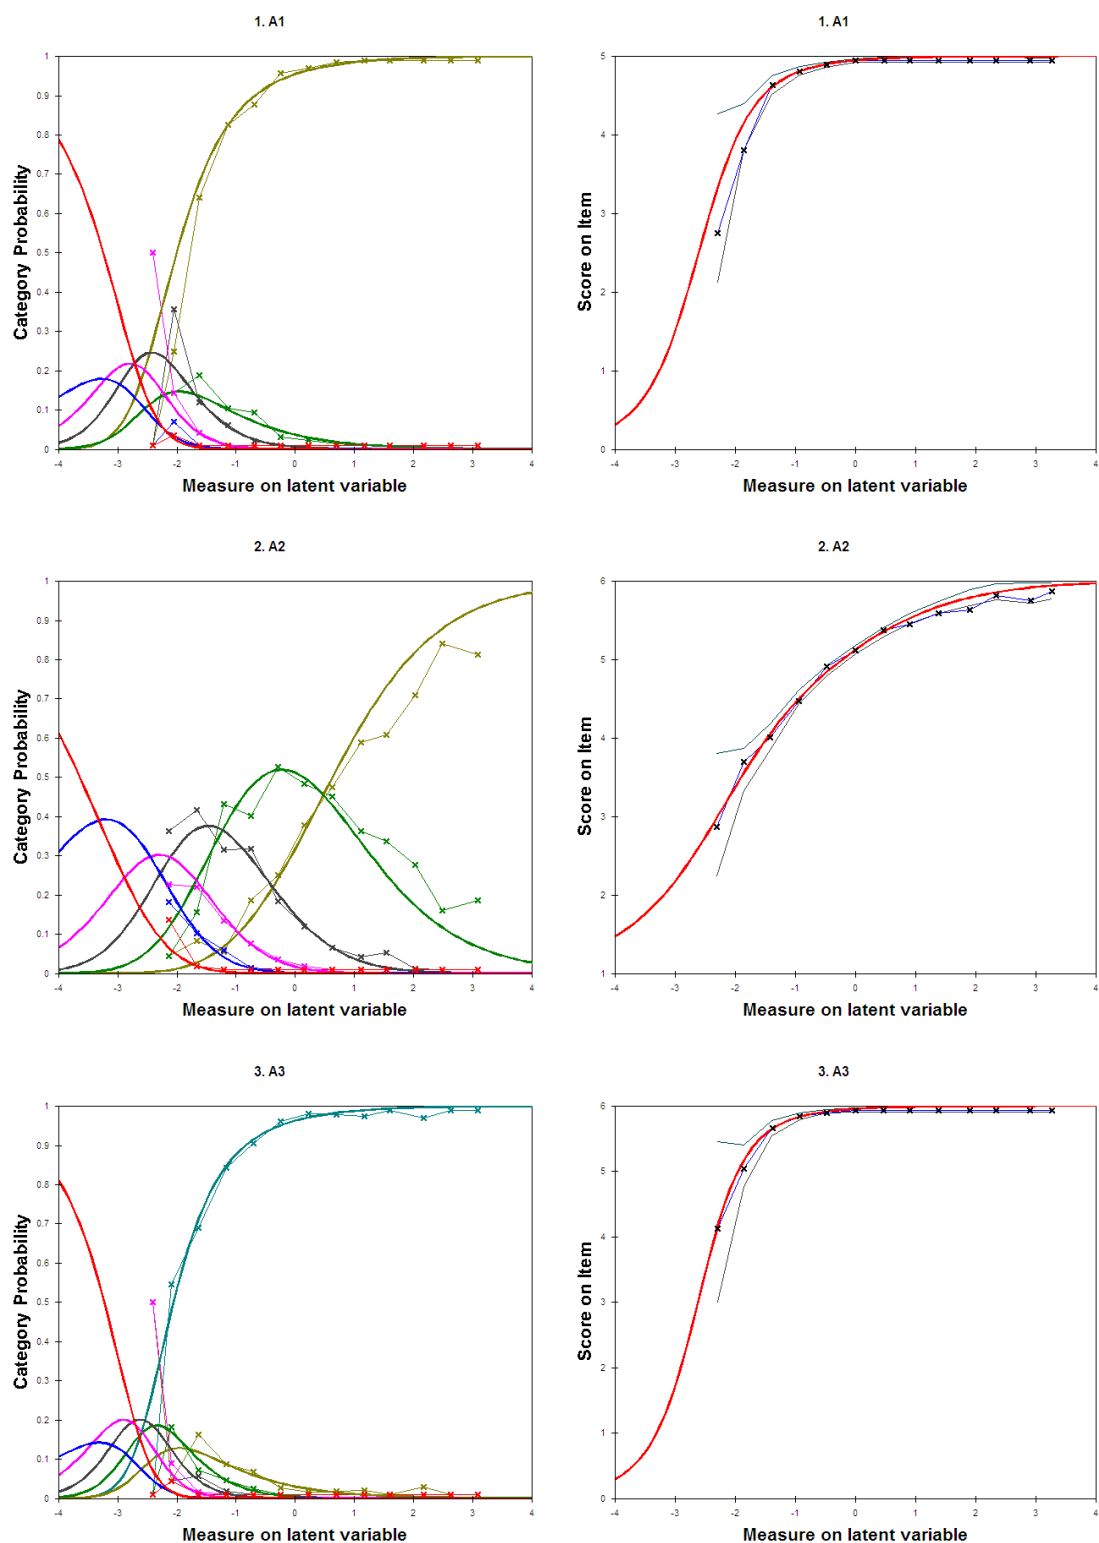 1. A1
1
0.9
0.8
0.7
0.6
0.5
0.4
0.3
0.2
0.1
0
Category Probability
-4 -3 -2 -1 0 1 2 3 4
Measure on latent variable
1. A1
5
4
3
2
1
0
Score on Item
-4 -3 -2 -1 0 1 2 3 4
Measure on latent variable
2. A2
1
0.9
0.8
0.7
0.6
0.5
0.4
0.3
0.2
0.1
0
Category Probability
-4 -3 -2 -1 0 1 2 3 4
Measure on latent variable
2. A2
6
5
4
3
2
1
Score on Item
-4 -3 -2 -1 0 1 2 3 4
Measure on latent variable
3. A3
1
0.9
0.8
0.7
0.6
0.5
0.4
0.3
0.2
0.1
0
Category Probability
-4 -3 -2 -1 0 1 2 3 4
Measure on latent variable
3. A3
6
5
4
3
2
1
0
Score on Item
-4 -3 -2 -1 0 1 2 3 4
Measure on latent variable